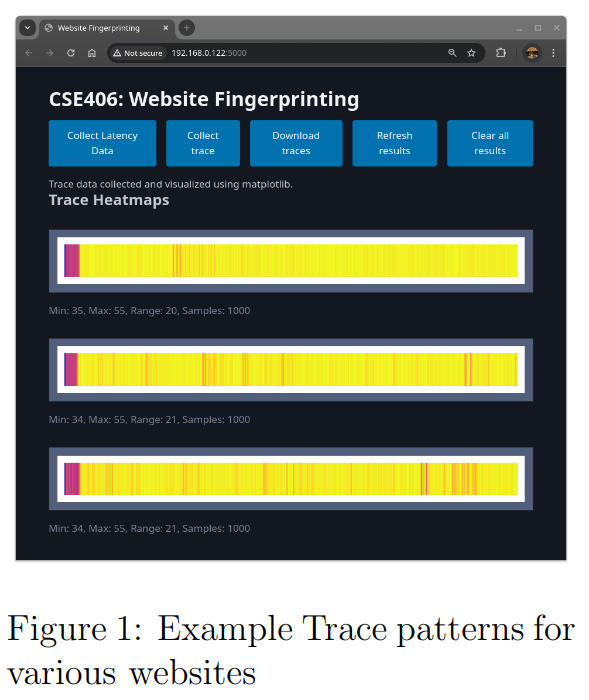 Website Fingerprinting
Not secure 192.168.0.122:5000
CSE406: Website Fingerprinting
Collect Latency
Data
Collect
trace
Download
traces
Refresh
results
Clear all
results
Trace data collected and visualized using matplotlib.
Trace Heatmaps
Min: 35, Max: 55, Range: 20, Samples: 1000
Min: 34, Max: 55, Range: 21, Samples: 1000
Min: 34, Max: 55, Range: 21, Samples: 1000
Figure 1: Example Trace patterns for
various websites